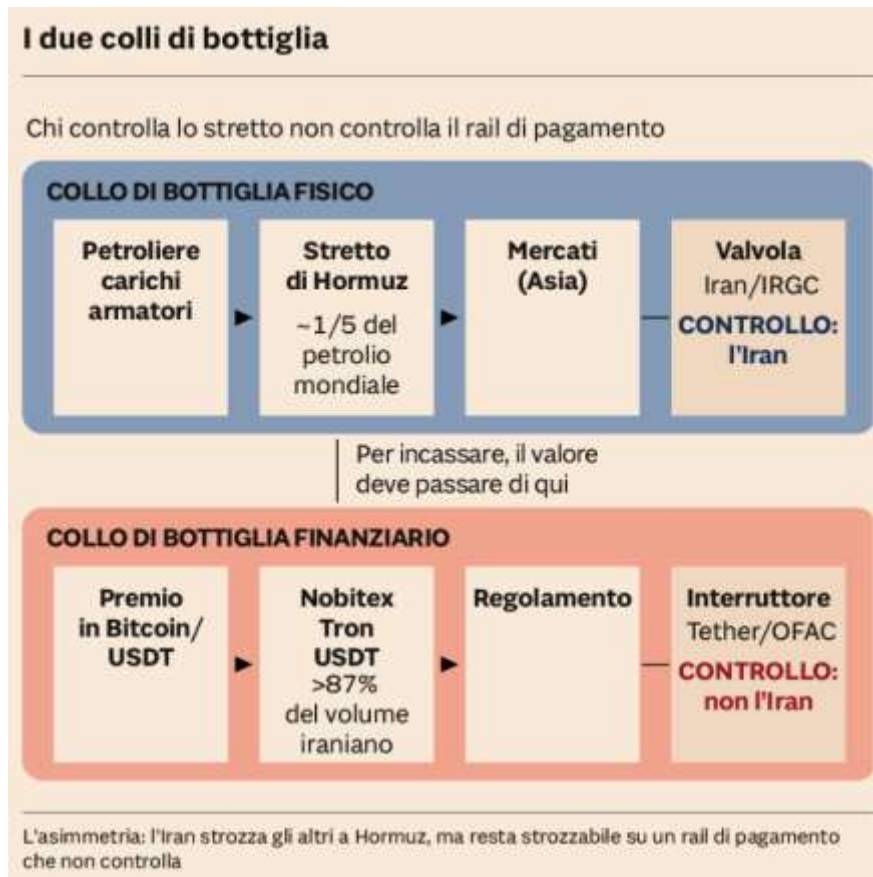 I due colli di bottiglia
Chi controlla lo stretto non controlla il rail di pagamento
COLLO DI BOTTIGLIA FISICO
Petroliere
carichi
armatori
Stretto
di Hormuz
~1/5 del
petrolio
mondiale
Mercati
(Asia)
Valvola
Iran/IRGC
CONTROLLO:
l'Iran
Per incassare, il valore
deve passare di qui
COLLO DI BOTTIGLIA FINANZIARIO
Premio
in Bitcoin/
USDT
Nobitex
Tron
USDT
>87%
del volume
iraniano
Regolamento
Interruttore
Tether/OFAC
CONTROLLO:
non l'Iran
L'asimmetria: l'Iran strozza gli altri a Hormuz, ma resta strozzabile su un rail di pagamento
che non controlla